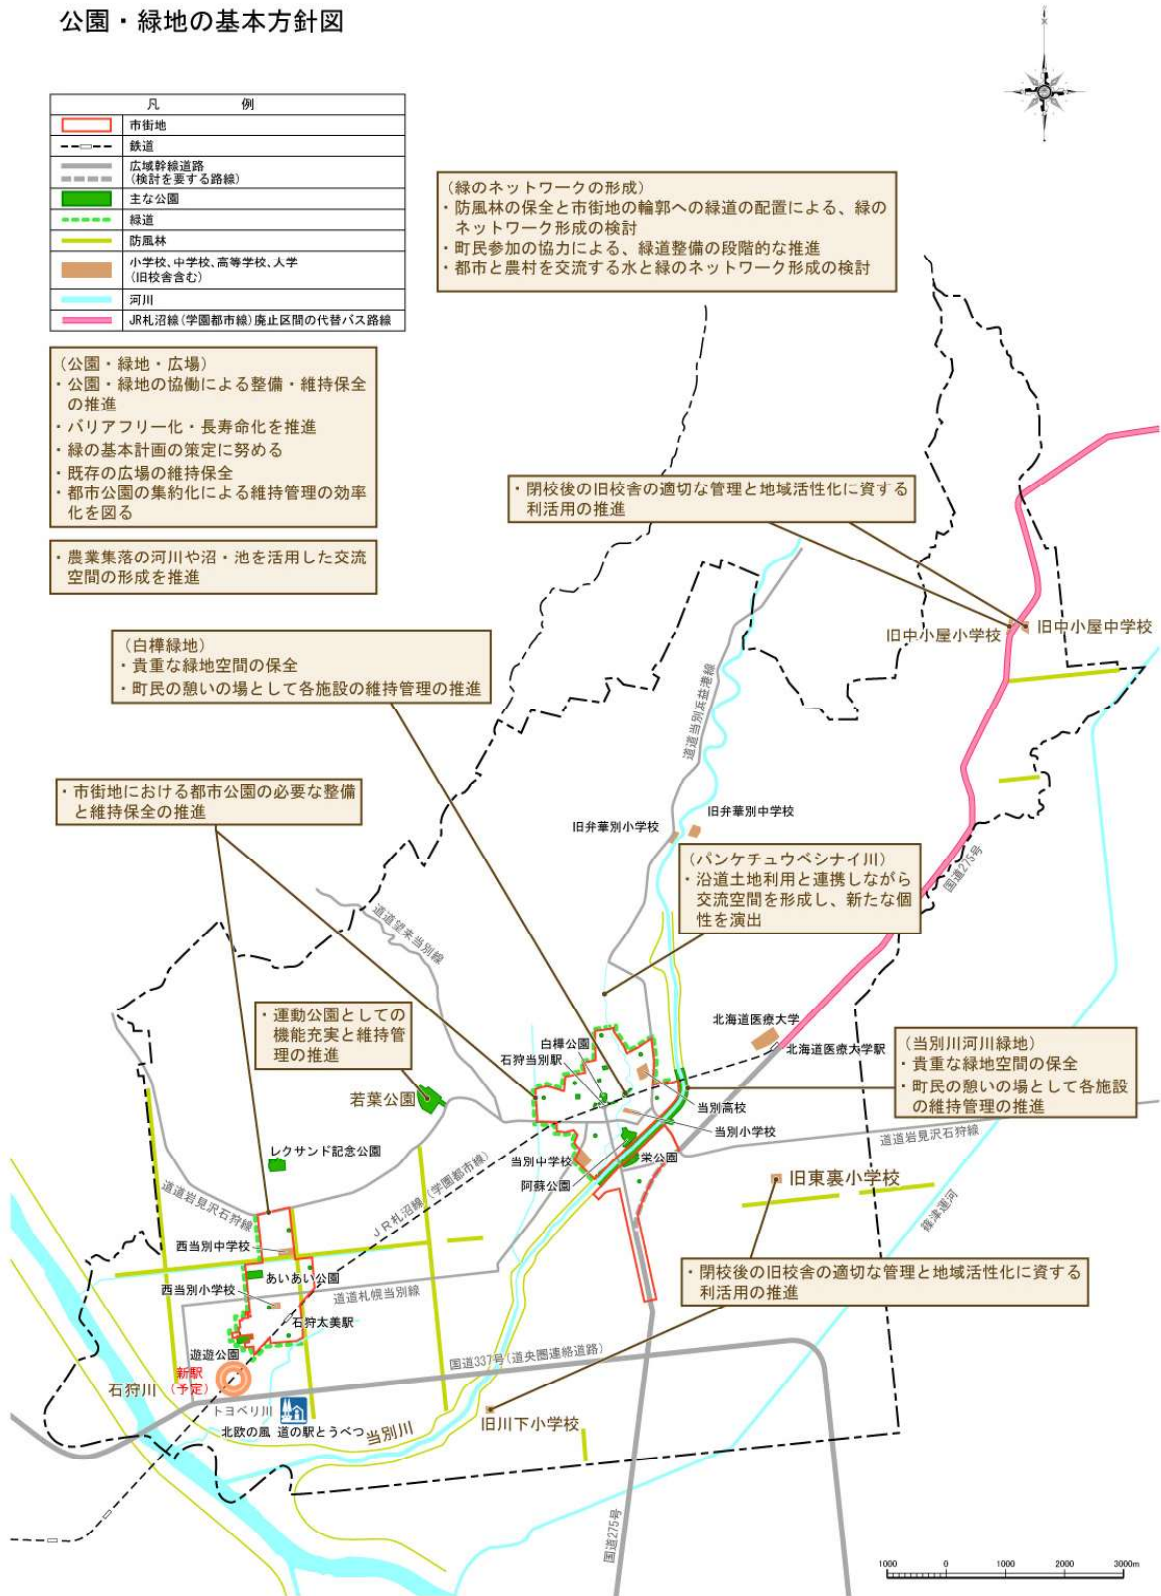 公園・緑地の基本方針図
凡　例
市街地
鉄道
広域幹線道路
(検討を要する路線)
主な公園
緑道
防風林
小学校、中学校、高等学校、大学
(旧校舎含む)
河川
JR札沼線(学園都市線)廃止区間の代替バス路線
(緑のネットワークの形成)
・防風林の保全と市街地の輪郭への緑道の配置による、緑の
ネットワーク形成の検討
・町民参加の協力による、緑道整備の段階的な推進
・都市と農村を交流する水と緑のネットワーク形成の検討
(公園・緑地・広場)
・公園・緑地の協働による整備・維持保全
の推進
・バリアフリー化・長寿命化を推進
・緑の基本計画の策定に努める
・既存の広場の維持保全
・都市公園の集約化による維持管理の効率
化を図る
・農業集落の河川や沼・池を活用した交流
空間の形成を推進
・閉校後の旧校舎の適切な管理と地域活性化に資する
利活用の推進
旧中小屋小学校
旧中小屋中学校
(白樺緑地)
・貴重な緑地空間の保全
・町民の憩いの場として各施設の維持管理の推進
道道当別浜益港線
・市街地における都市公園の必要な整備
と維持保全の推進
旧弁華別小学校
旧弁華別中学校
(パンケチュウベシナイ川)
・沿道土地利用と連携しながら
交流空間を形成し、新たな個
性を演出
国道275号
道道望来当別線
・運動公園としての
機能充実と維持管
理の推進
若葉公園
白樺公園
石狩当別駅
北海道医療大学
北海道医療大学駅
(当別川河川緑地)
・貴重な緑地空間の保全
・町民の憩いの場として各施設
の維持管理の推進
当別高校
当別小学校
道道岩見沢石狩線
レクサンド記念公園
当別中学校
栄公園
阿蘇公園
旧東裏小学校
道道岩見沢石狩線
JR札沼線(学園都市線)
篠津運河
西当別中学校
あいあい公園
西当別小学校
道道札幌当別線
石狩太美駅
・閉校後の旧校舎の適切な管理と地域活性化に資する
利活用の推進
遊遊公園
国道337号(道央圏連絡道路)
新駅
(予定)
石狩川
トヨベリ川
北欧の風 道の駅とうべつ
当別川
旧川下小学校
国道275号
1000 0 1000 2000 3000m